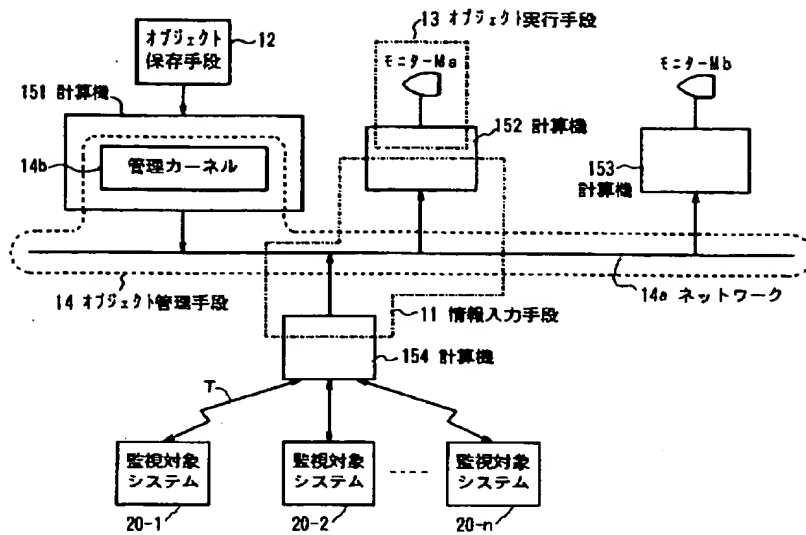 オブジェクト
保存手段
12
13 オブジェクト実行手段
モニターMa
モニターMb
151 計算機
152 計算機
14b
管理カーネル
153
計算機
14 オブジェクト管理手段
11 情報入力手段
14a ネットワーク
154 計算機
T
監視対象
システム
監視対象
システム
監視対象
システム
20-1
20-2
20-n